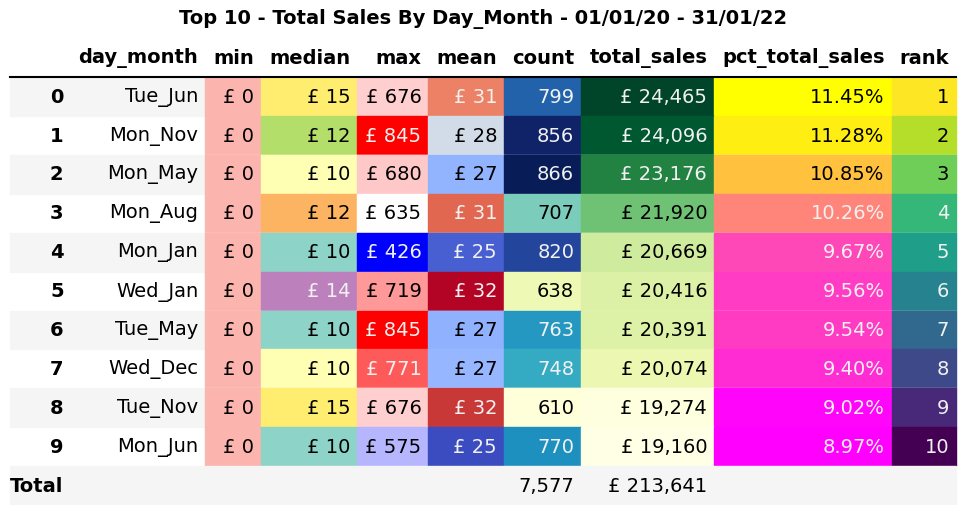 Top 10 - Total Sales By Day_Month - 01/01/20 - 31/01/22
day_month min median max mean count total_sales pct_total_sales rank
0 Tue_Jun £ 0 £ 15 £ 676 £ 31 799 £ 24,465 11.45% 1
1 Mon_Nov £ 0 £ 12 £ 845 £ 28 856 £ 24,096 11.28% 2
2 Mon_May £ 0 £ 10 £ 680 £ 27 866 £ 23,176 10.85% 3
3 Mon_Aug £ 0 £ 12 £ 635 £ 31 707 £ 21,920 10.26% 4
4 Mon_Jan £ 0 £ 10 £ 426 £ 25 820 £ 20,669 9.67% 5
5 Wed_Jan £ 0 £ 14 £ 719 £ 32 638 £ 20,416 9.56% 6
6 Tue_May £ 0 £ 10 £ 845 £ 27 763 £ 20,391 9.54% 7
7 Wed_Dec £ 0 £ 10 £ 771 £ 27 748 £ 20,074 9.40% 8
8 Tue_Nov £ 0 £ 15 £ 676 £ 32 610 £ 19,274 9.02% 9
9 Mon_Jun £ 0 £ 10 £ 575 £ 25 770 £ 19,160 8.97% 10
Total 7,577 £ 213,641